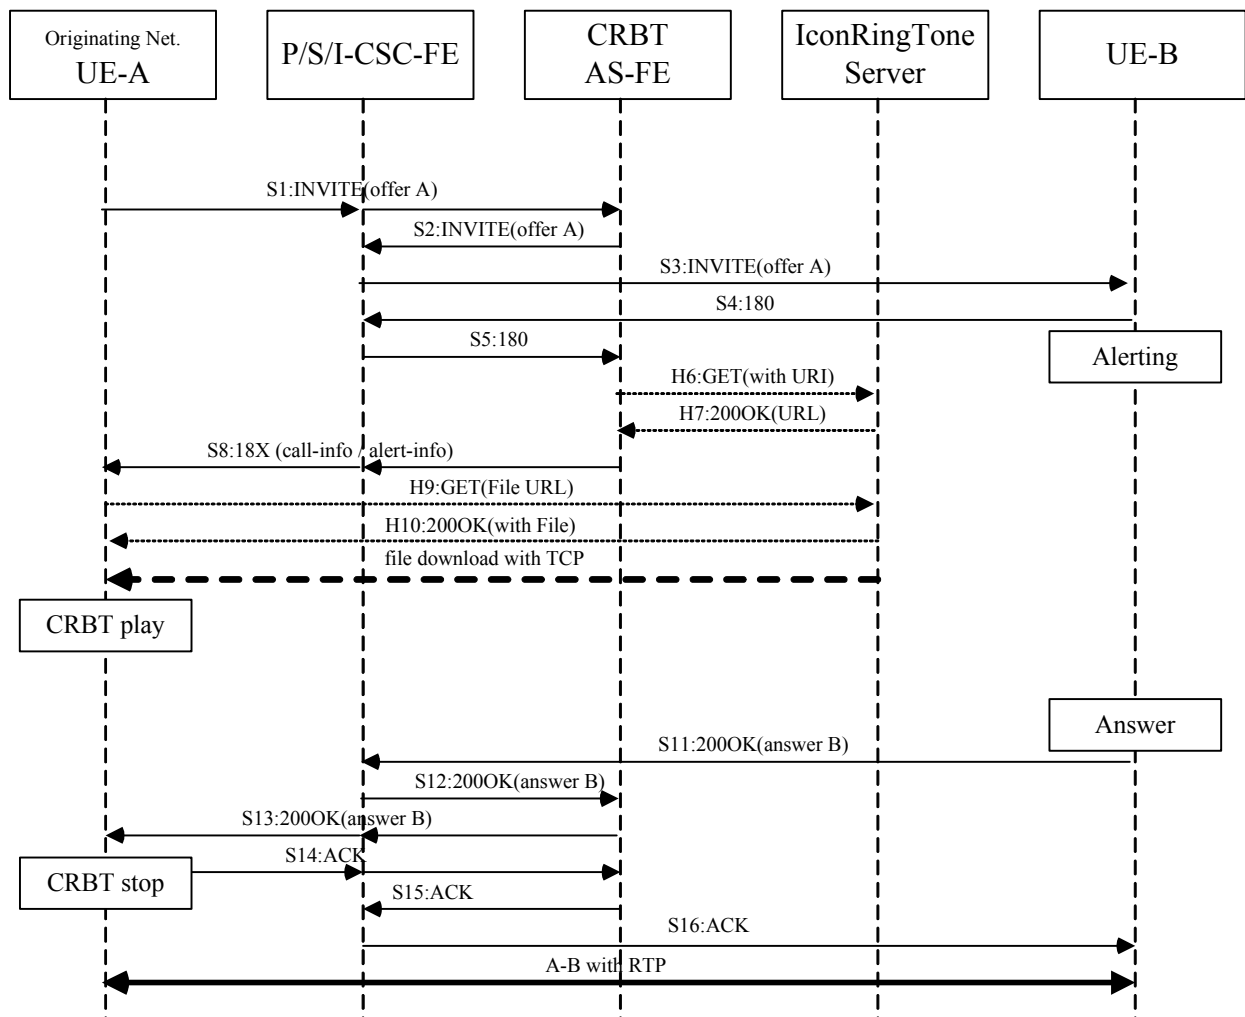 Originating Net.
UE-A
P/S/I-CSC-FE
CRBT
AS-FE
IconRingTone
Server
UE-B
S1:INVITE(offer A)
S2:INVITE(offer A)
S3:INVITE(offer A)
S4:180
S5:180
Alerting
H6:GET(with URI)
H7:200OK(URL)
S8:18X (call-info / alert-info)
H9:GET(File URL)
H10:200OK(with File)
file download with TCP
CRBT play
Answer
S11:200OK(answer B)
S12:200OK(answer B)
S13:200OK(answer B)
S14:ACK
CRBT stop
S15:ACK
S16:ACK
A-B with RTP